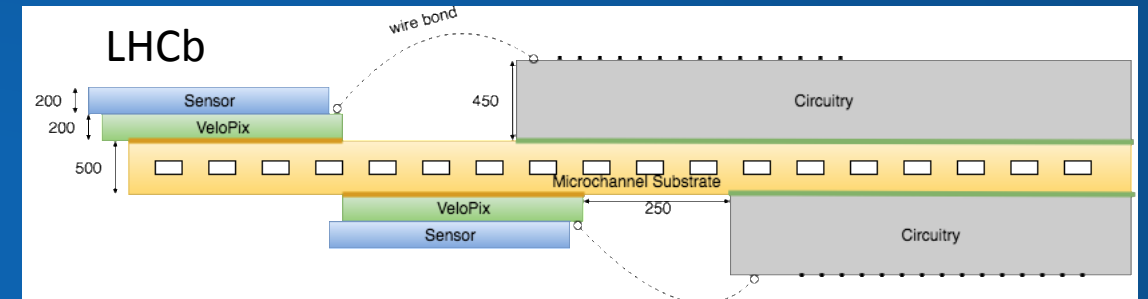 LHCb
wire bond
200
Sensor
450
Circuitry
200
VeloPix
500
Microchannel Substrate
VeloPix
250
Sensor
Circuitry